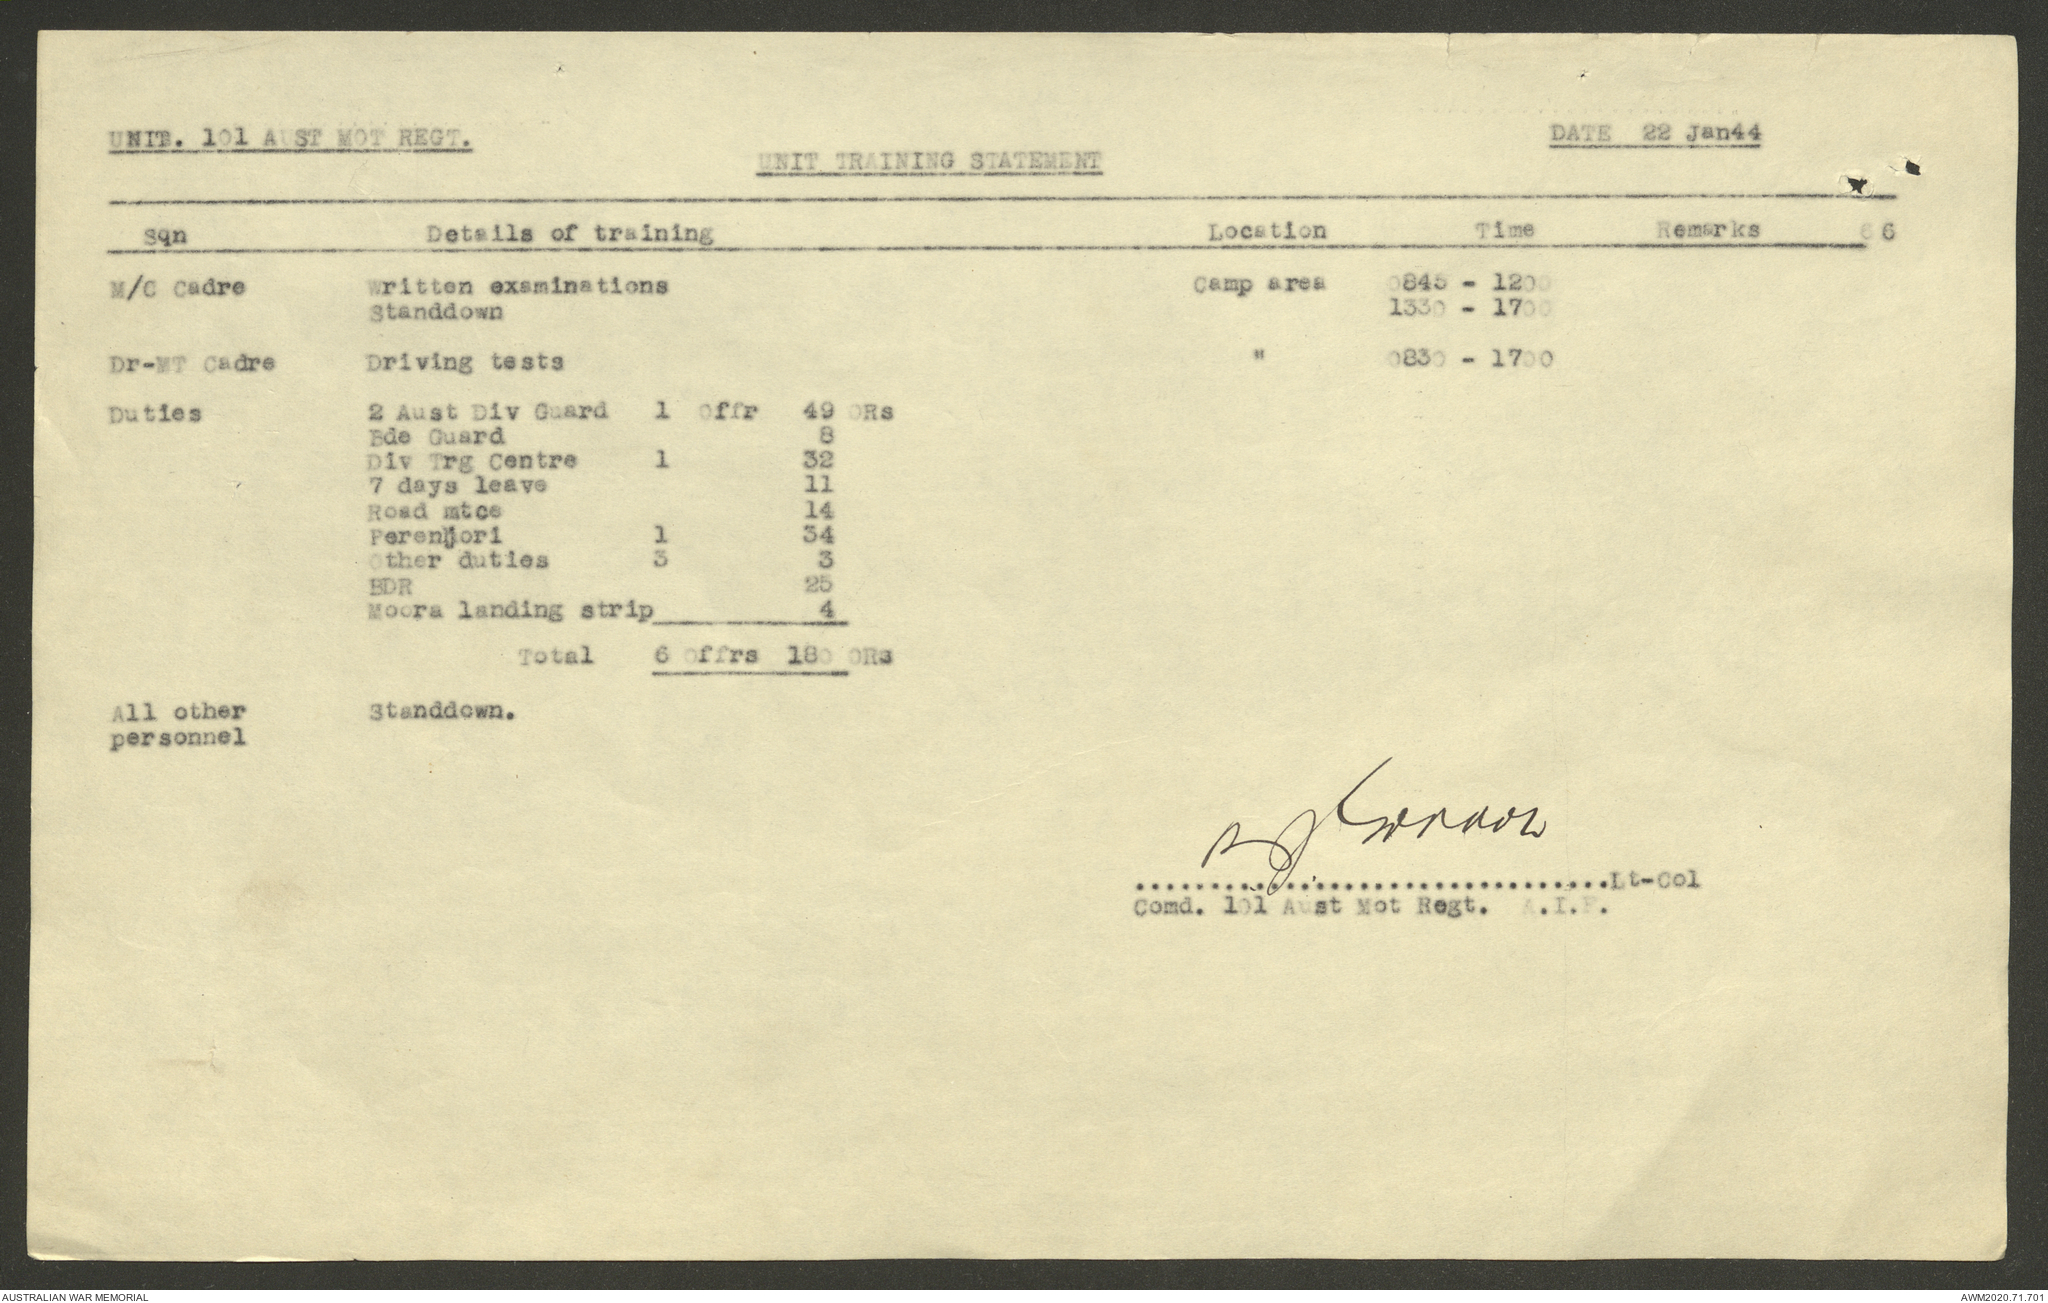 UNIT. 101 AUST MOT REGT. DATE 22 Jan44
UNIT TRAINING STATEMENT
Sqn Details of training Location Time Remarks 66
M/C Cadre Written examinations Camp area 0845 - 1200
Standdown 1330 - 1700
Dr-MT Cadre Driving tests " 0830 - 1700
Duties 2 Aust Div Guard 1 Offr 49 ORs
Bde Guard 8
Div Trg Centre 1 32
7 days leave 11
Road mtce 14
Perenjori 1 34
Other duties 3 3
BDR 25
Moora landing strip 4
Total 6 Offrs 180 ORs
All other Standdown.
personnel
..................................Lt-Col
Comd. 101 Aust Mot Regt. A.I.F.
AUSTRALIAN WAR MEMORIAL AWM2020.71.701